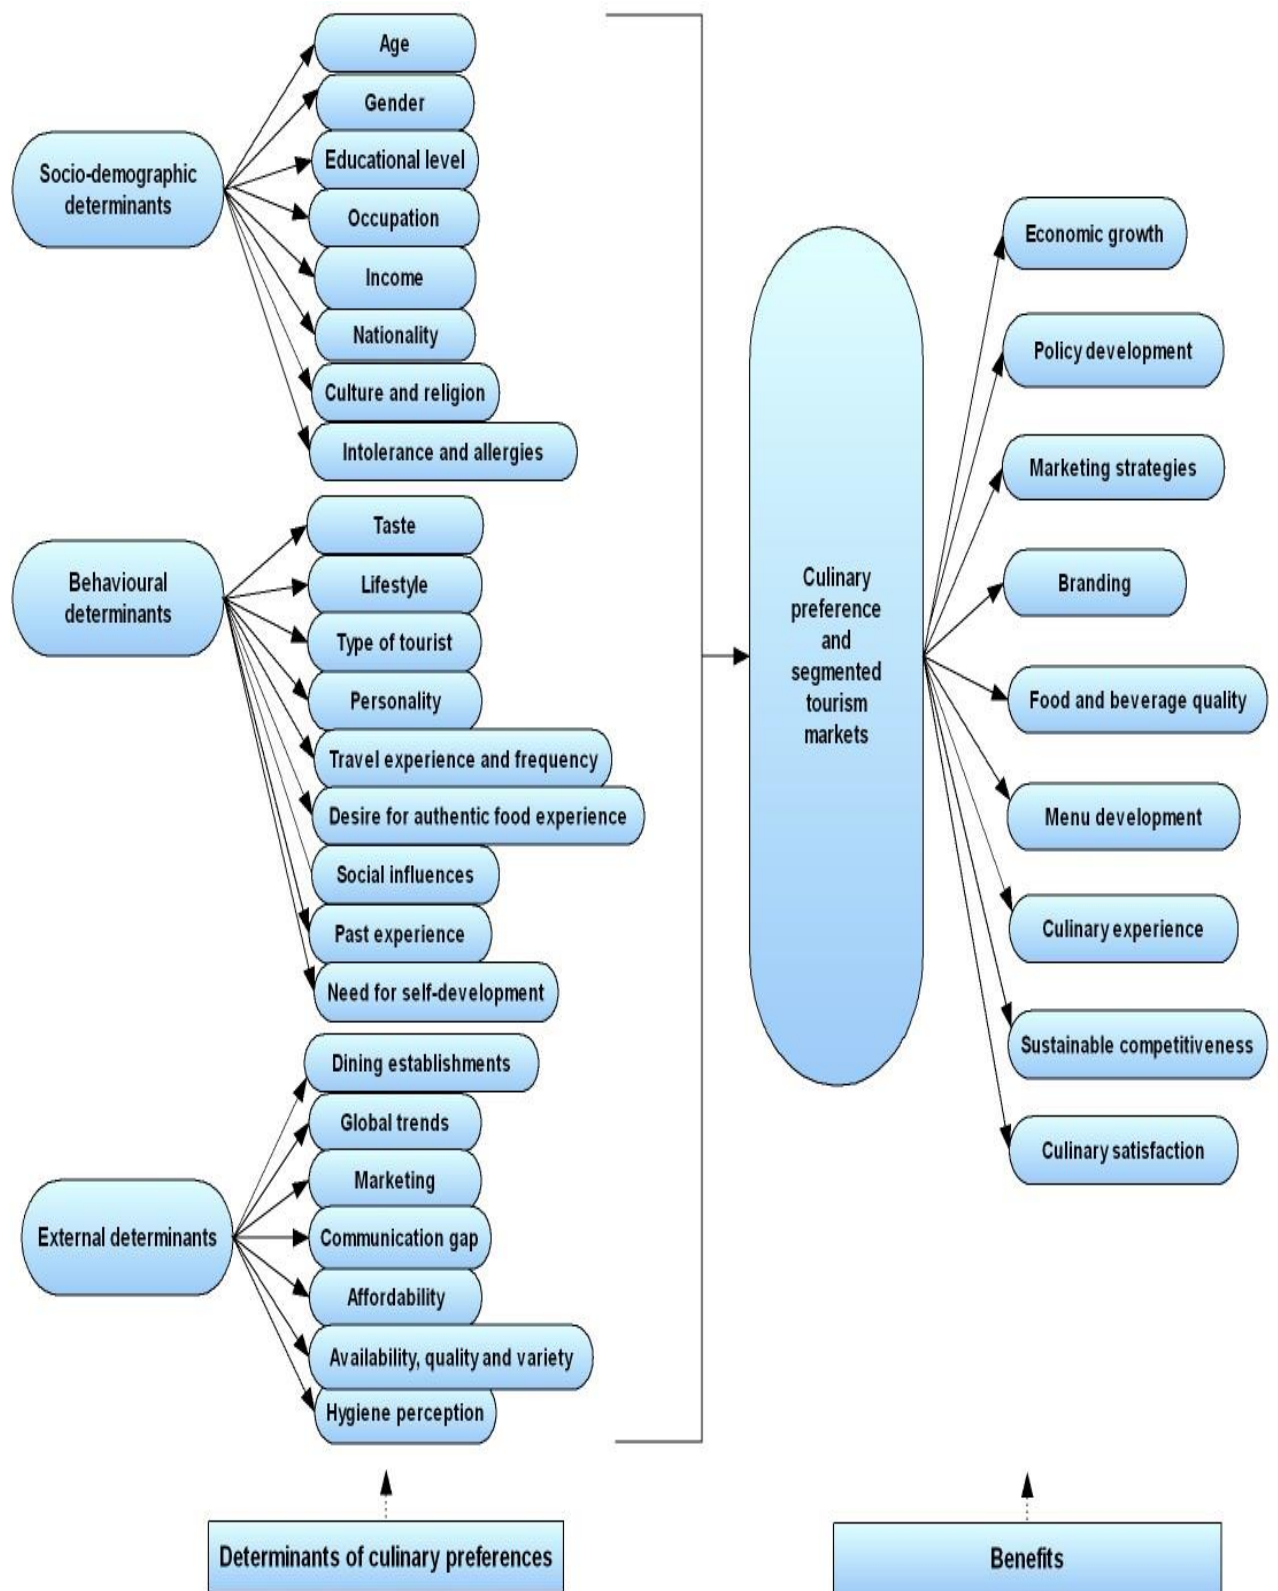 Socio-demographic
determinants
Age
Gender
Educational level
Occupation
Income
Nationality
Culture and religion
Intolerance and allergies
Behavioural
determinants
Taste
Lifestyle
Type of tourist
Personality
Travel experience and frequency
Desire for authentic food experience
Social influences
Past experience
Need for self-development
External determinants
Dining establishments
Global trends
Marketing
Communication gap
Affordability
Availability, quality and variety
Hygiene perception
Culinary
preference
and
segmented
tourism
markets
Economic growth
Policy development
Marketing strategies
Branding
Food and beverage quality
Menu development
Culinary experience
Sustainable competitiveness
Culinary satisfaction
Determinants of culinary preferences
Benefits